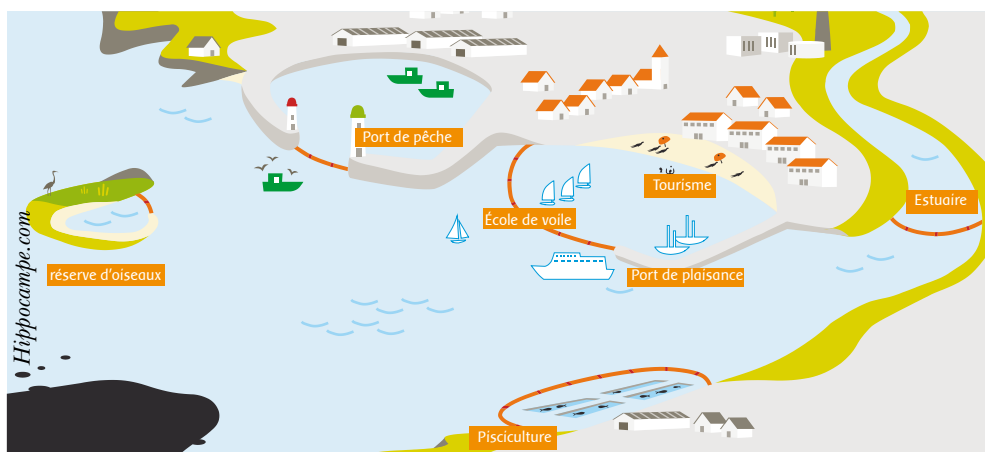 Port de pêche
Tourisme
Estuaire
École de voile
Port de plaisance
réserve d'oiseaux
Hippocampe.com
Pisciculture